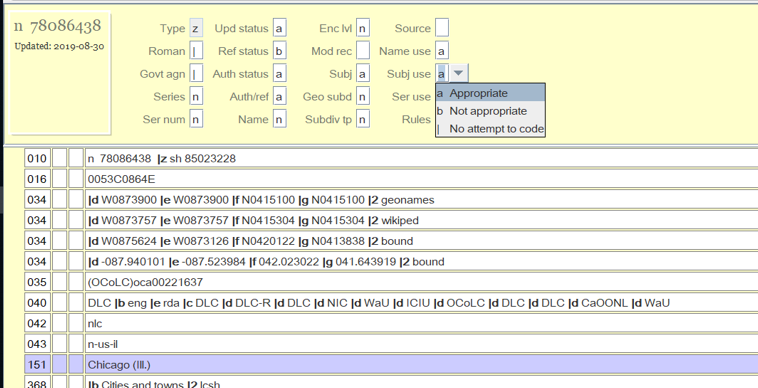 n 78086438
Updated: 2019-08-30
Type z Upd status a Enc lvl n Source
Roman | Ref status b Mod rec Name use a
Govt agn | Auth status a Subj a Subj use a
Series n Auth/ref a Geo subd n Ser use
Ser num n Name n Subdiv tp n Rules
a Appropriate
b Not appropriate
| No attempt to code
010 n 78086438 |z sh 85023228
016 0053C0864E
034 |d W0873900 |e W0873900 |f N0415100 |g N0415100 |2 geonames
034 |d W0873757 |e W0873757 |f N0415304 |g N0415304 |2 wikiped
034 |d W0875624 |e W0873126 |f N0420122 |g N0413838 |2 bound
034 |d -087.940101 |e -087.523984 |f 042.023022 |g 041.643919 |2 bound
035 (OCoLC)oca00221637
040 DLC |b eng |e rda |c DLC |d DLC-R |d DLC |d NIC |d WaU |d ICIU |d OCoLC |d DLC |d DLC |d CaOONL |d WaU
042 nlc
043 n-us-il
151 Chicago (Ill.)
368 |b Cities and towns |2 lcsh